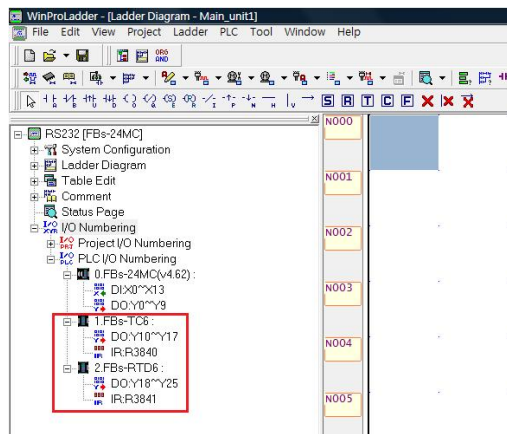 WinProLadder - [Ladder Diagram - Main_unit1]
File Edit View Project Ladder PLC Tool Window Help
ORG
AND
S R T C F
RS232 [FBs-24MC]
System Configuration
Ladder Diagram
Table Edit
Comment
Status Page
I/O Numbering
Project I/O Numbering
PLC I/O Numbering
0.FBs-24MC(v4.62) :
DI:X0~X13
DO:Y0~Y9
1.FBs-TC6 :
DO:Y10~Y17
IR:R3840
2.FBs-RTD6 :
DO:Y18~Y25
IR:R3841
N000
N001
N002
N003
N004
N005